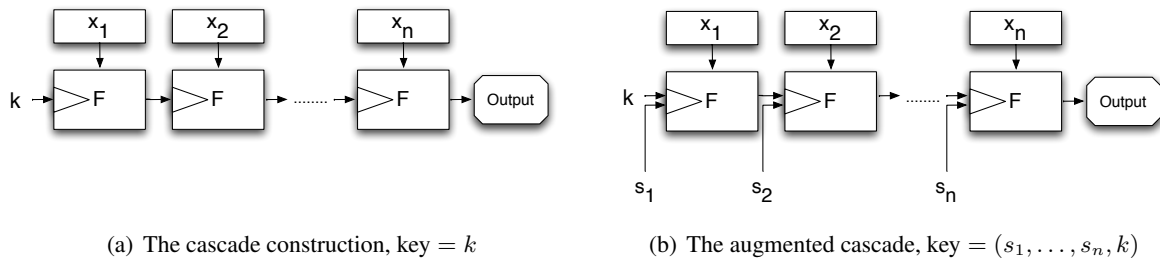 x₁ x₂ xₙ
k F F ........ F Output
(a) The cascade construction, key = k
x₁ x₂ xₙ
k F F ........ F Output
s₁ s₂ sₙ
(b) The augmented cascade, key = (s₁, . . . , sₙ, k)